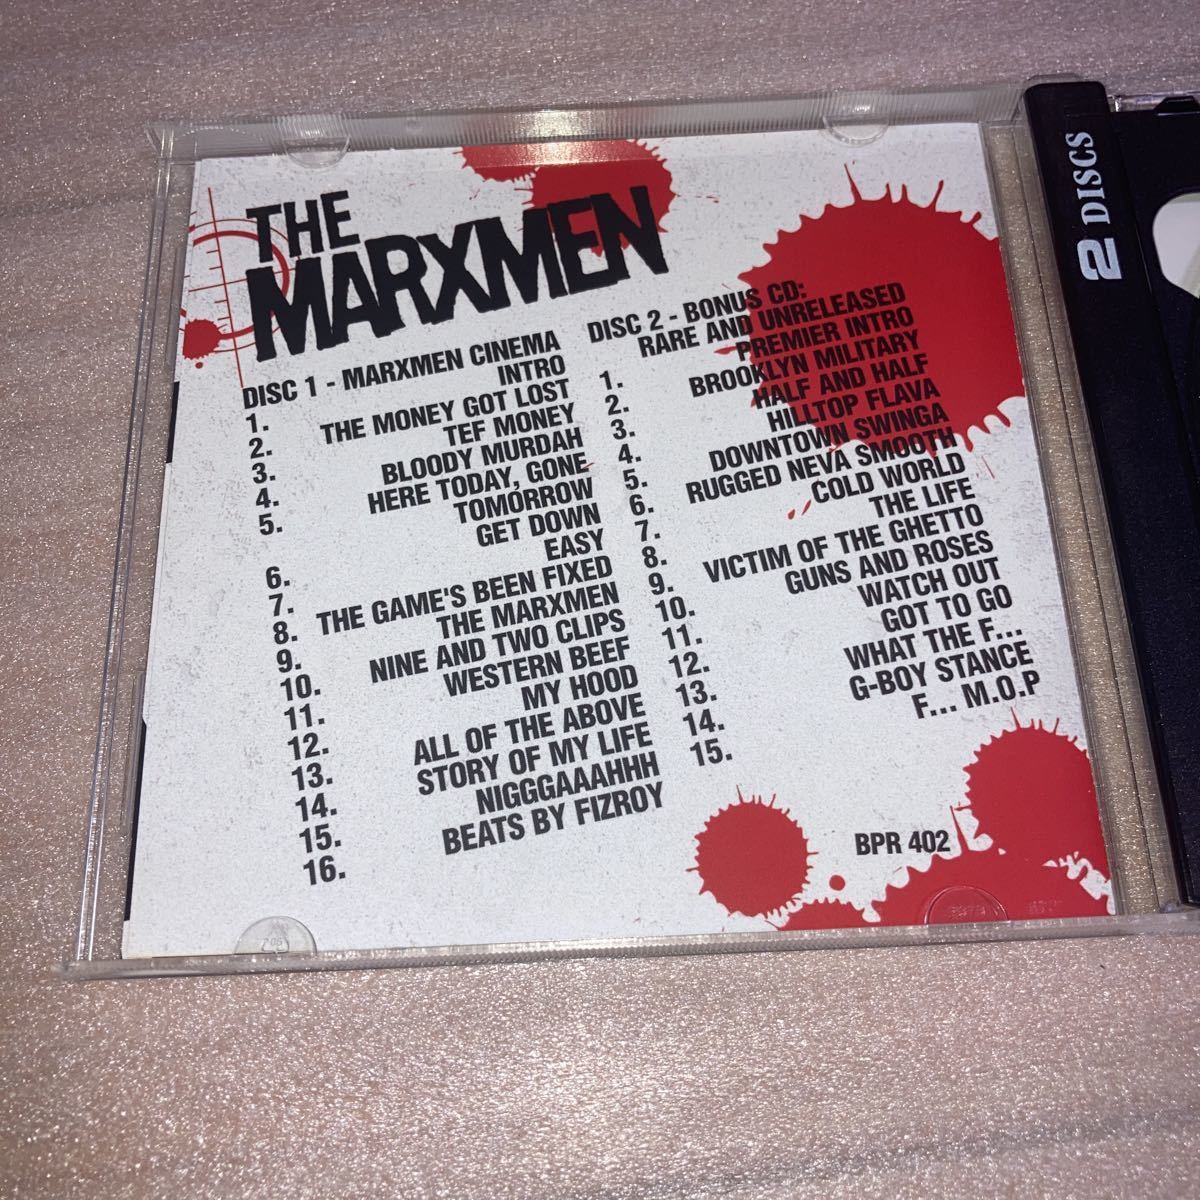 THE
MARXMEN
DISC 1 - MARXMEN CINEMA
1. INTRO
2. THE MONEY GOT LOST
3. TEF MONEY
4. BLOODY MURDAH
5. HERE TODAY, GONE
TOMORROW
6. GET DOWN
7. EASY
8. THE GAME'S BEEN FIXED
9. THE MARXMEN
10. NINE AND TWO CLIPS
11. WESTERN BEEF
12. MY HOOD
13. ALL OF THE ABOVE
14. STORY OF MY LIFE
15. NIGGGAAAHHH
16. BEATS BY FIZROY
DISC 2 - BONUS CD:
RARE AND UNRELEASED
1. PREMIER INTRO
2. BROOKLYN MILITARY
3. HALF AND HALF
4. HILLTOP FLAVA
5. DOWNTOWN SWINGA
6. RUGGED NEVA SMOOTH
7. COLD WORLD
8. THE LIFE
9. VICTIM OF THE GHETTO
10. GUNS AND ROSES
11. WATCH OUT
12. GOT TO GO
13. WHAT THE F...
14. G-BOY STANCE
15. F... M.O.P
BPR 402
2 DISCS